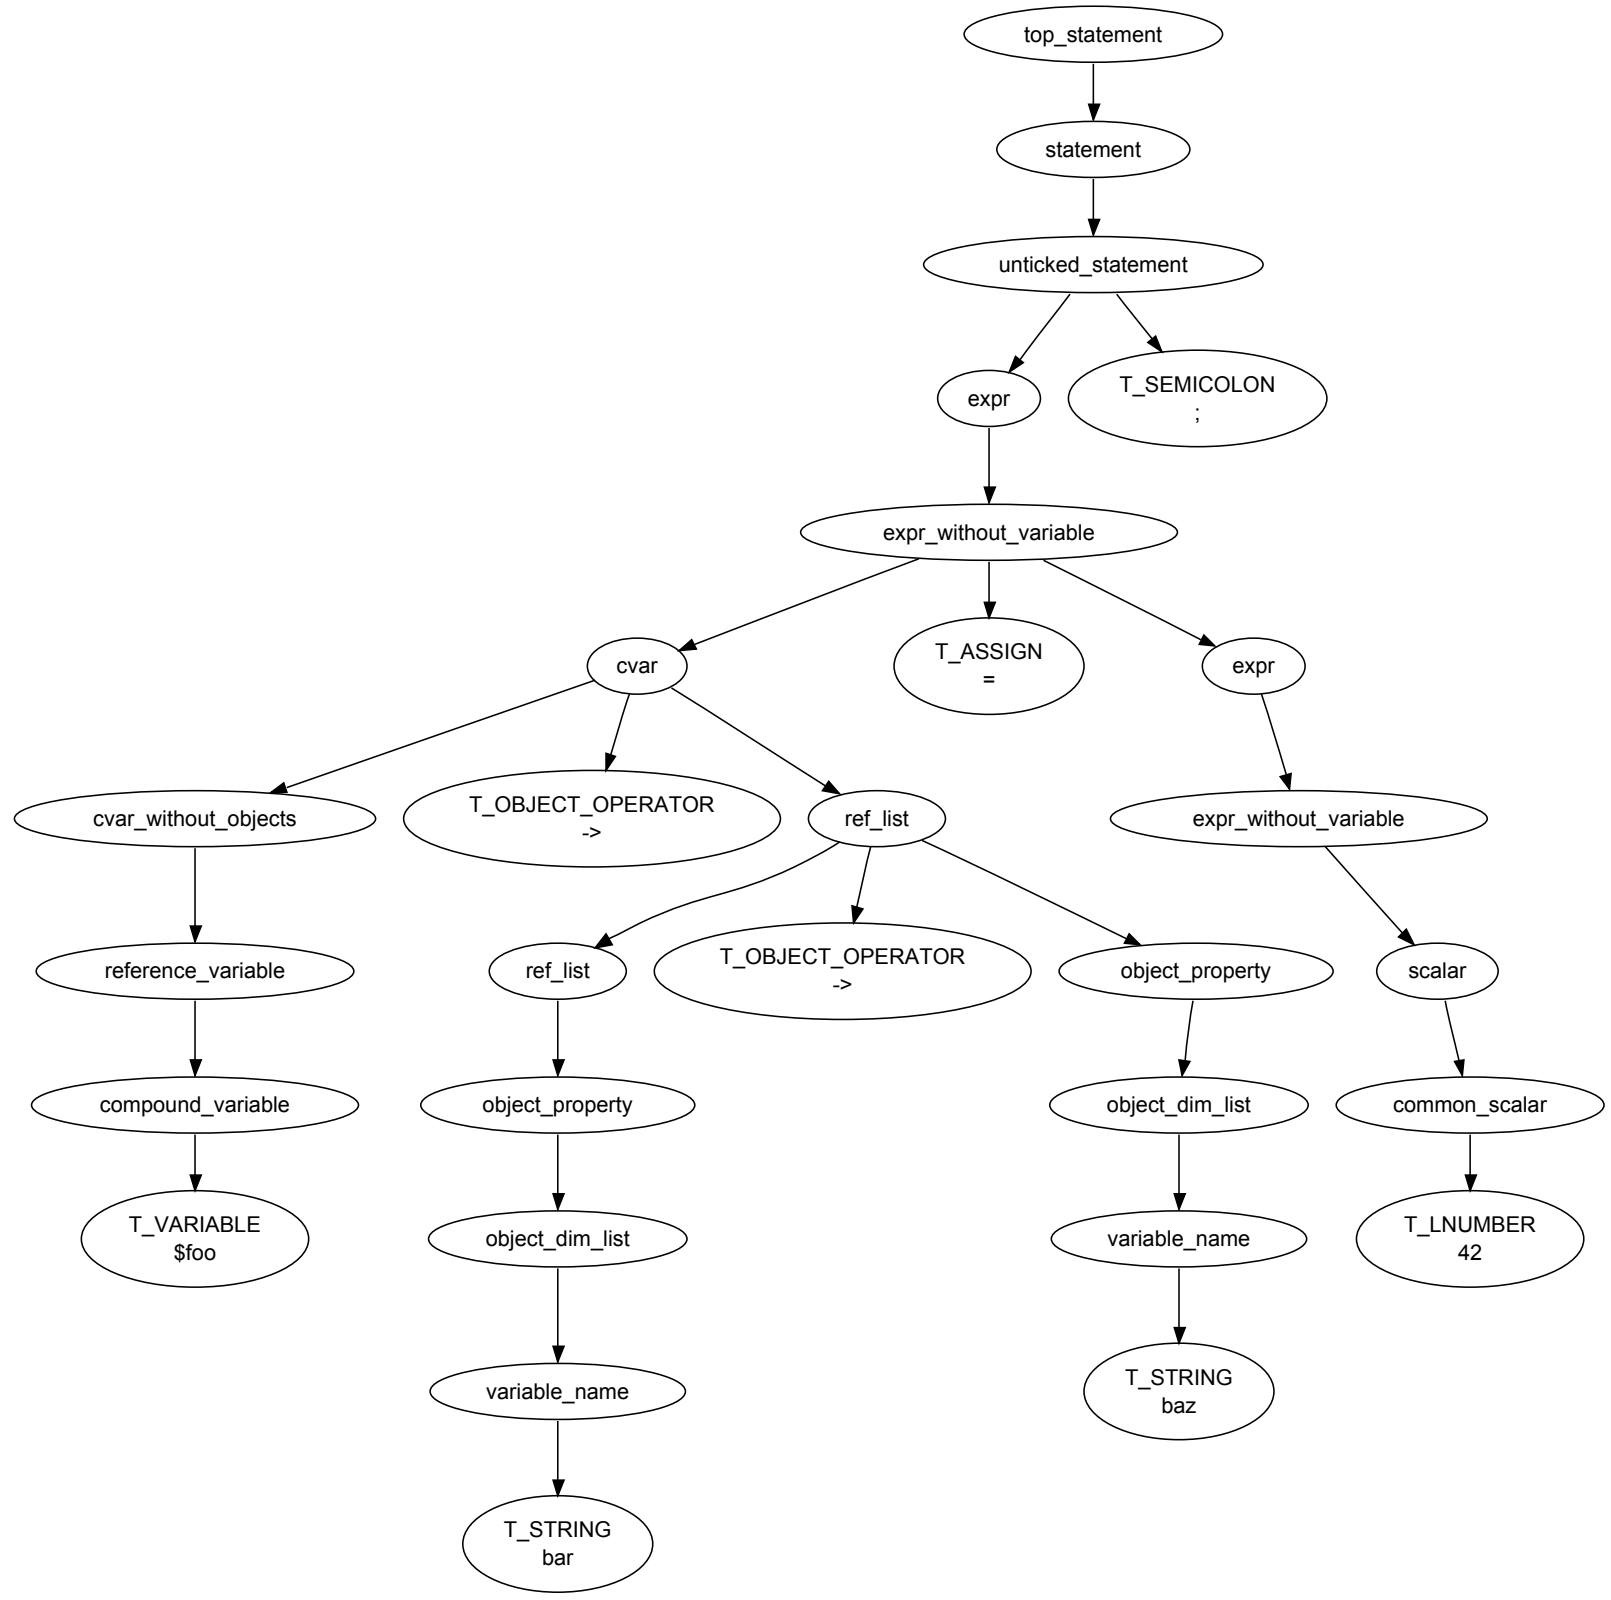 top_statement
statement
unticked_statement
expr
T_SEMICOLON
;
expr_without_variable
cvar
T_ASSIGN
=
expr
cvar_without_objects
T_OBJECT_OPERATOR
->
ref_list
expr_without_variable
reference_variable
ref_list
T_OBJECT_OPERATOR
->
object_property
scalar
compound_variable
object_property
object_dim_list
common_scalar
T_VARIABLE
$foo
object_dim_list
variable_name
T_LNUMBER
42
variable_name
T_STRING
baz
T_STRING
bar